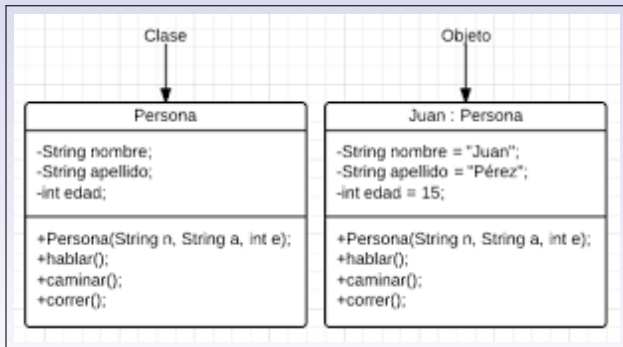 Clase
Persona
-String nombre;
-String apellido;
-int edad;
+Persona(String n, String a, int e);
+hablar();
+caminar();
+correr();
Objeto
Juan : Persona
-String nombre = "Juan";
-String apellido = "Pérez";
-int edad = 15;
+Persona(String n, String a, int e);
+hablar();
+caminar();
+correr();